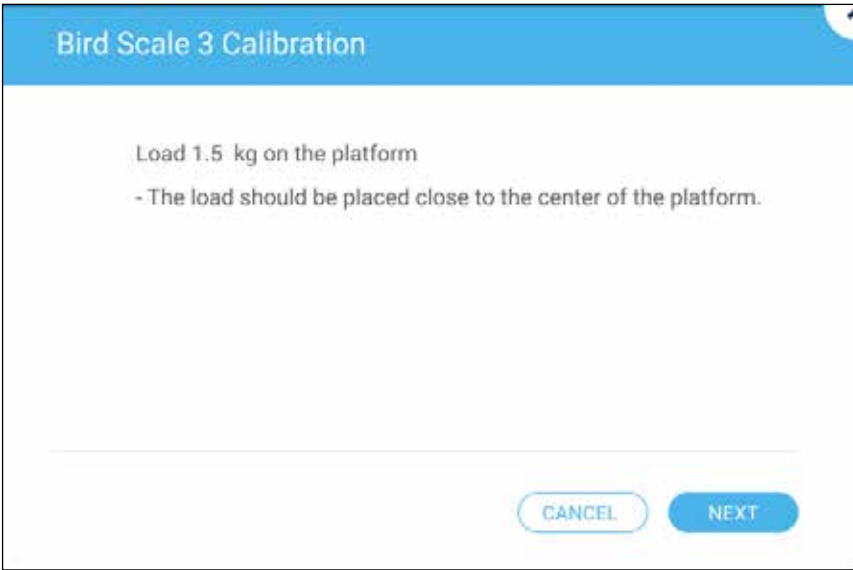 Bird Scale 3 Calibration
Load 1.5 kg on the platform
- The load should be placed close to the center of the platform.
CANCEL
NEXT